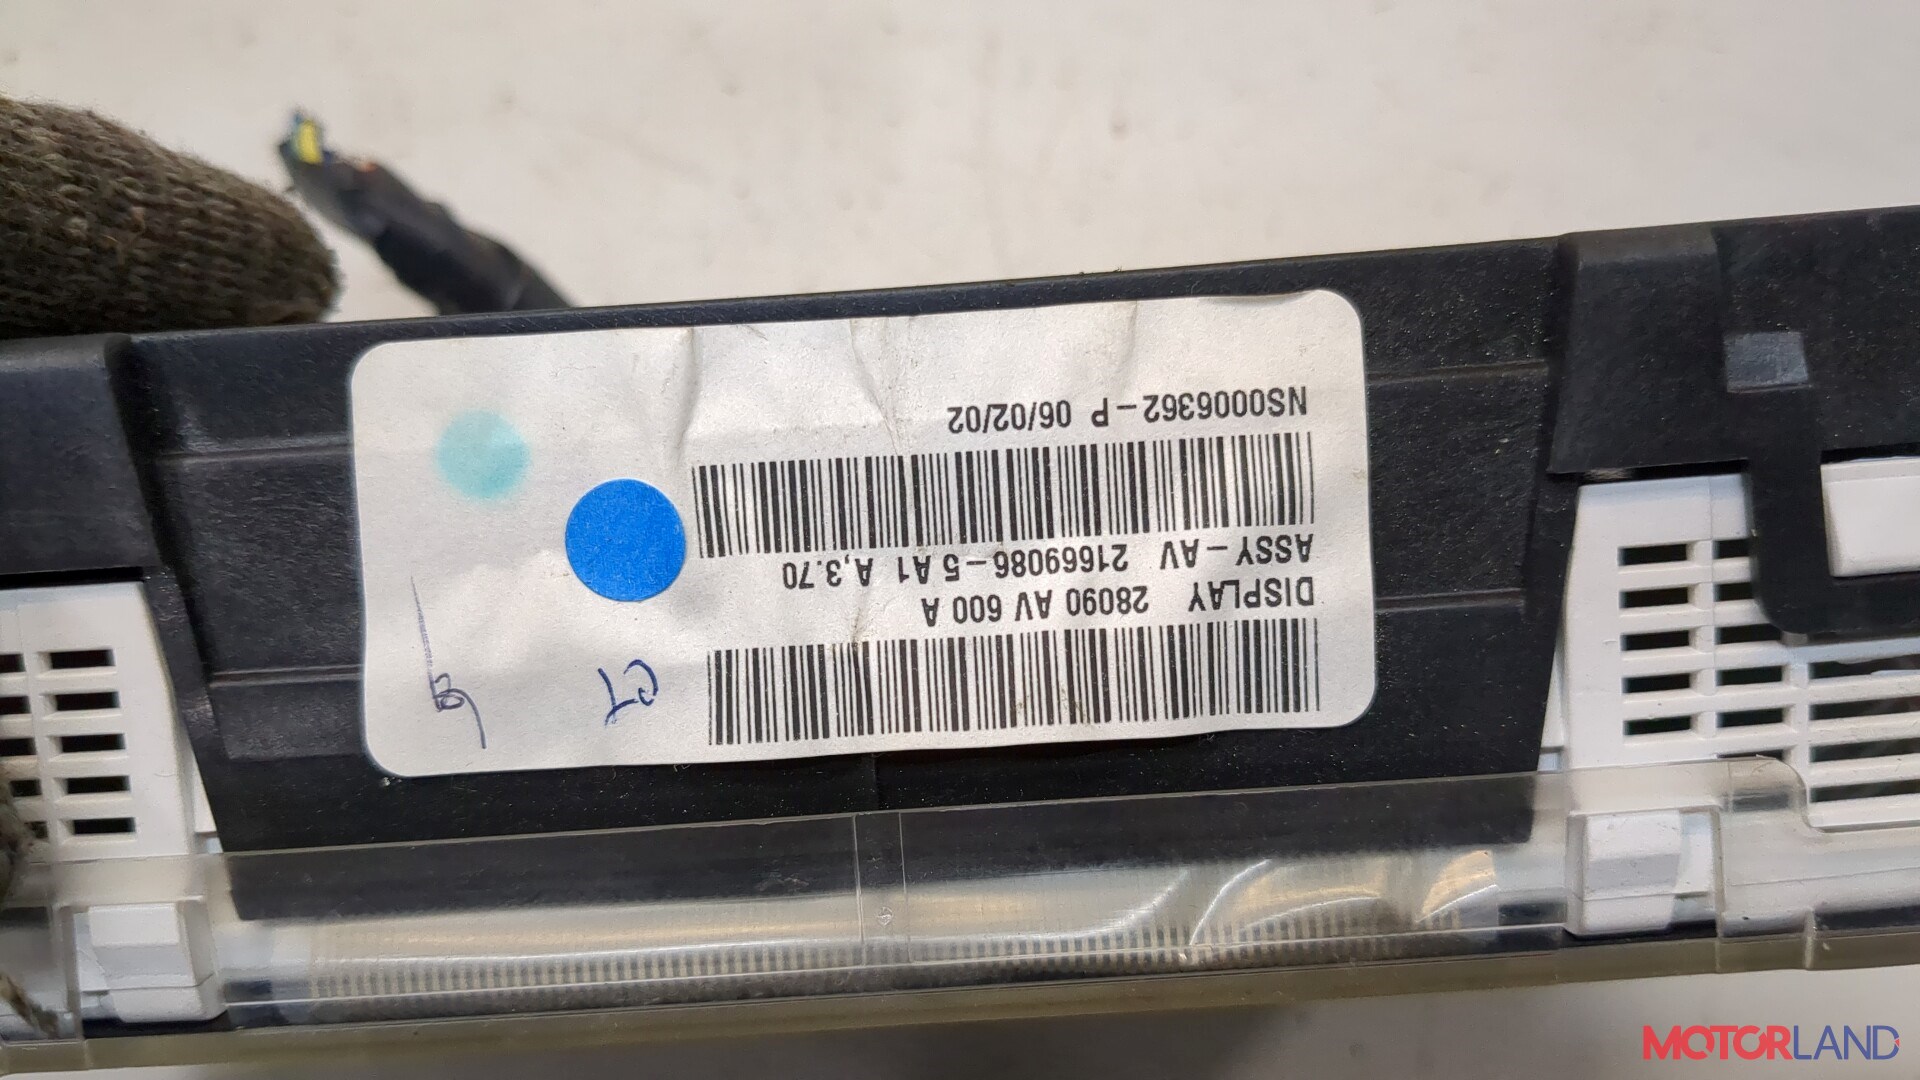 DISPLAY 28090 AV 600 A
ASSY-AV 21669086-5 A1 A,3.70
NS0006362-P 06/02/02
MOTORLAND